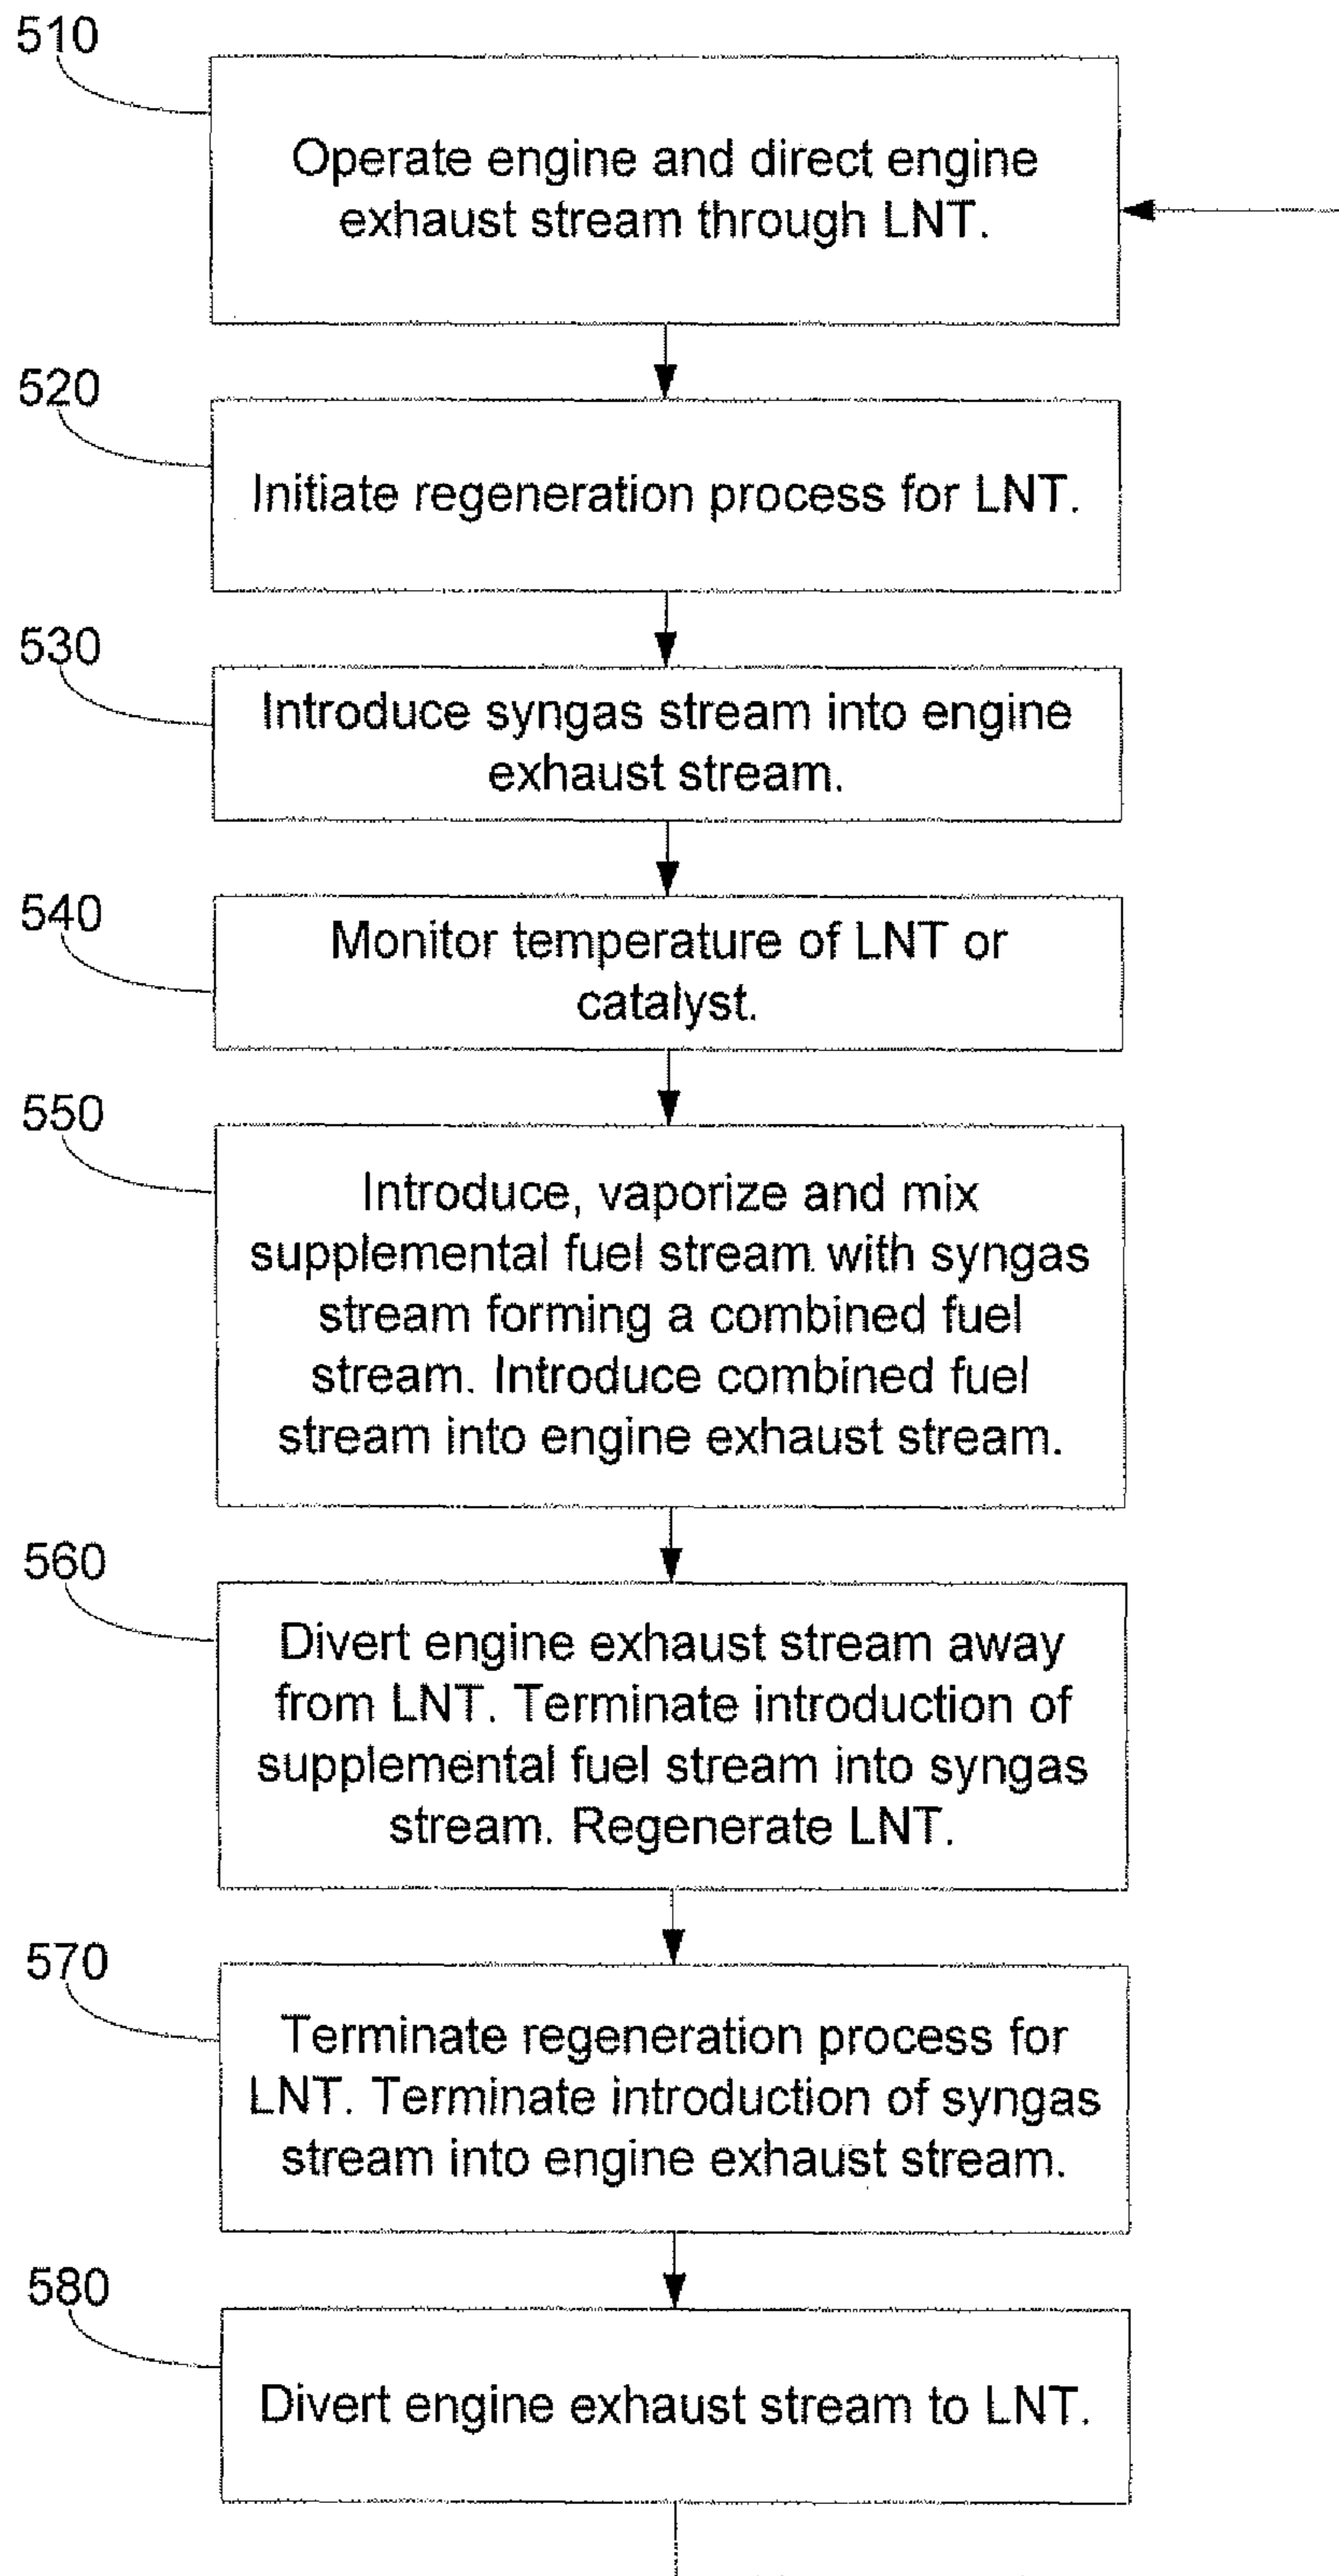 510
Operate engine and direct engine
exhaust stream through LNT.
520
Initiate regeneration process for LNT.
530
Introduce syngas stream into engine
exhaust stream.
540
Monitor temperature of LNT or
catalyst.
550
Introduce, vaporize and mix
supplemental fuel stream with syngas
stream forming a combined fuel
stream. Introduce combined fuel
stream into engine exhaust stream.
560
Divert engine exhaust stream away
from LNT. Terminate introduction of
supplemental fuel stream into syngas
stream. Regenerate LNT.
570
Terminate regeneration process for
LNT. Terminate introduction of syngas
stream into engine exhaust stream.
580
Divert engine exhaust stream to LNT.